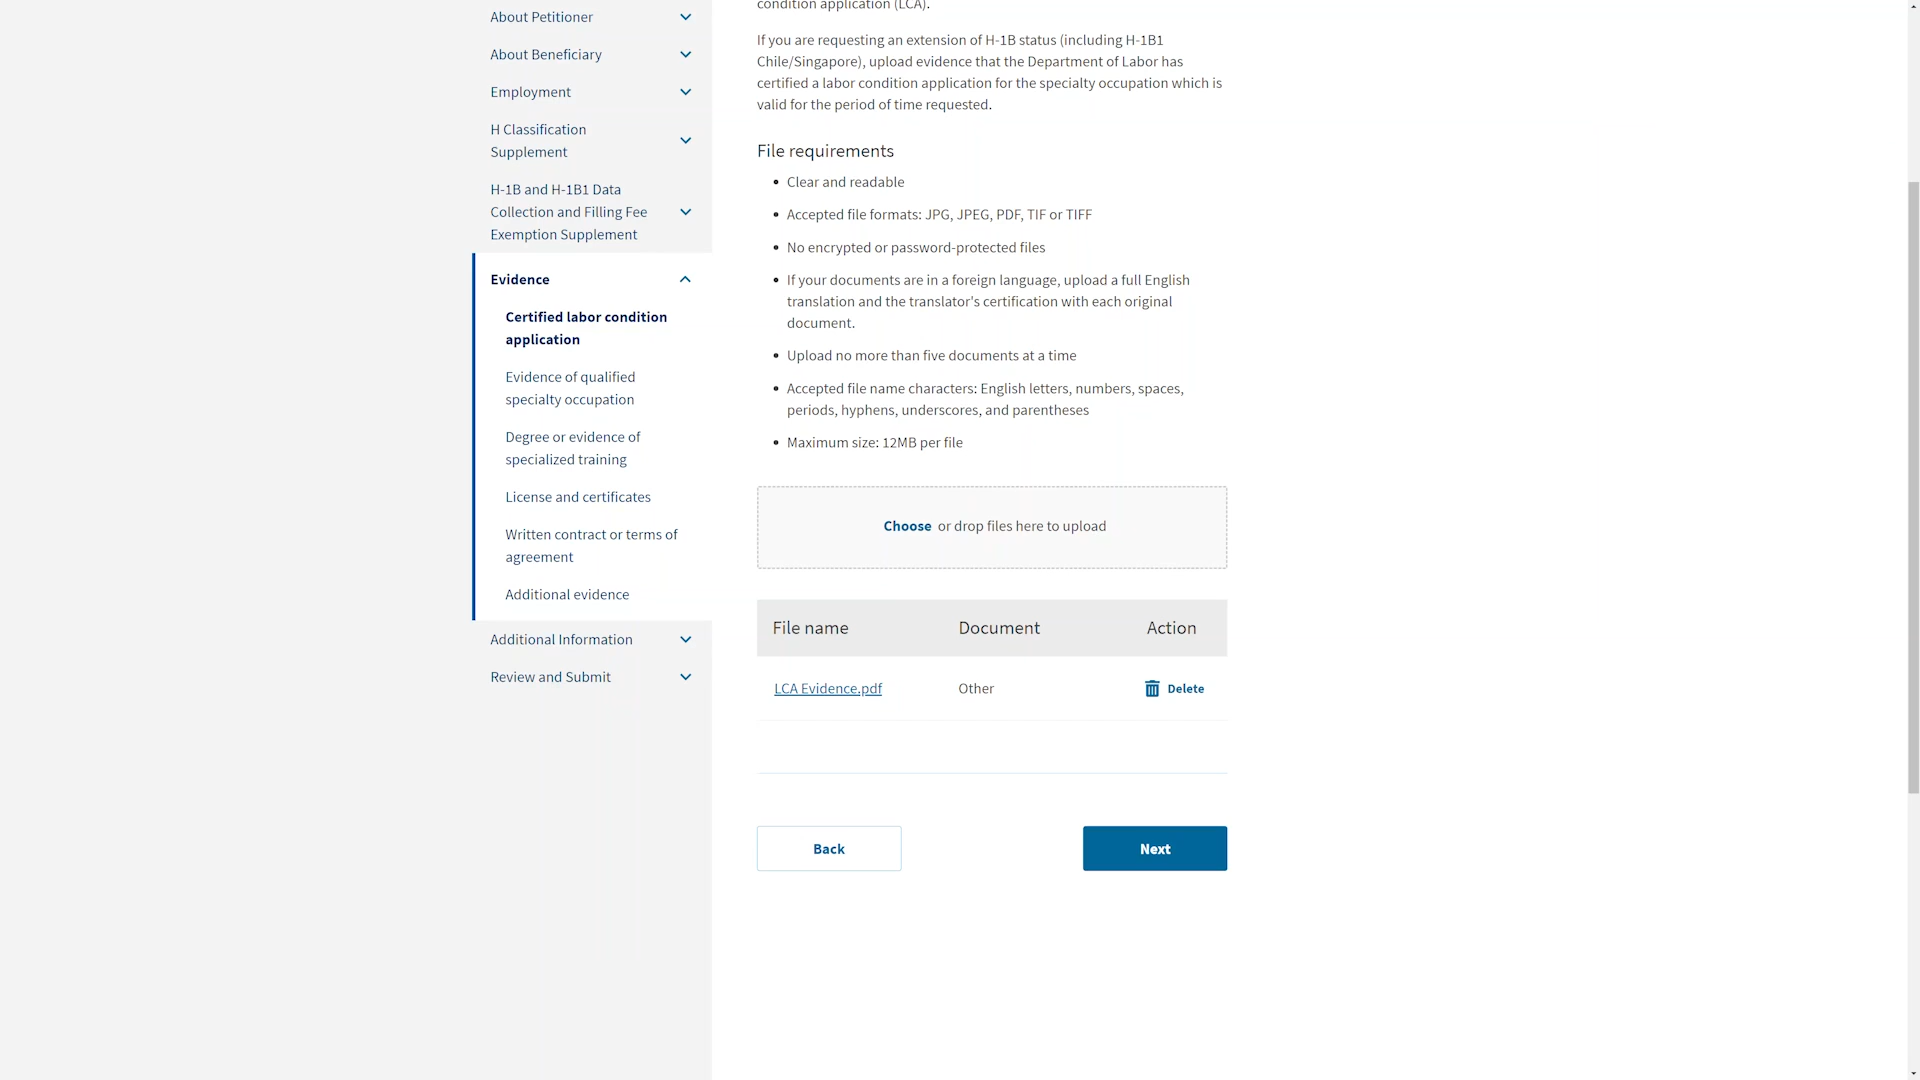 About Petitioner
About Beneficiary
Employment
H Classification
Supplement
H-1B and H-1B1 Data
Collection and Filling Fee
Exemption Supplement
Evidence
Certified labor condition
application
Evidence of qualified
specialty occupation
Degree or evidence of
specialized training
License and certificates
Written contract or terms of
agreement
Additional evidence
Additional Information
Review and Submit
condition application (LCA).
If you are requesting an extension of H-1B status (including H-1B1
Chile/Singapore), upload evidence that the Department of Labor has
certified a labor condition application for the specialty occupation which is
valid for the period of time requested.
File requirements
• Clear and readable
• Accepted file formats: JPG, JPEG, PDF, TIF or TIFF
• No encrypted or password-protected files
• If your documents are in a foreign language, upload a full English
translation and the translator's certification with each original
document.
• Upload no more than five documents at a time
• Accepted file name characters: English letters, numbers, spaces,
periods, hyphens, underscores, and parentheses
• Maximum size: 12MB per file
Choose or drop files here to upload
File name Document Action
LCA Evidence.pdf Other Delete
Back Next